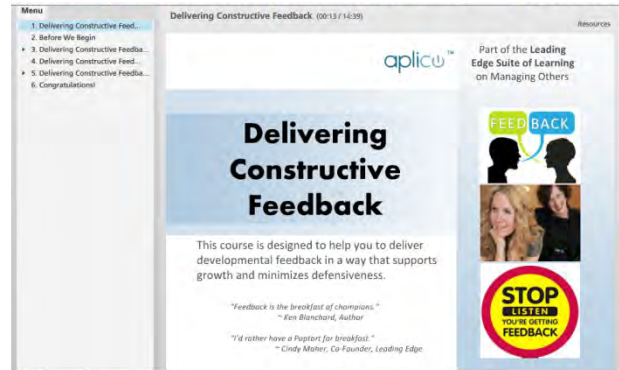 Menu
1. Delivering Constructive Feed...
2. Before We Begin
3. Delivering Constructive Feedba...
4. Delivering Constructive Feed...
5. Delivering Constructive Feedba...
6. Congratulations!
Delivering Constructive Feedback (00:13 / 14:39)
Resources
aplicu™
Part of the Leading
Edge Suite of Learning
on Managing Others
Delivering
Constructive
Feedback
This course is designed to help you to deliver
developmental feedback in a way that supports
growth and minimizes defensiveness.
"Feedback is the breakfast of champions."
~ Ken Blanchard, Author
"I'd rather have a Poptart for breakfast."
~ Cindy Maher, Co-Founder, Leading Edge
FEED BACK
STOP
LISTEN
YOU'RE GETTING
FEEDBACK